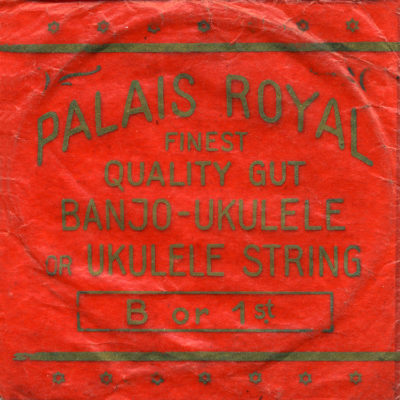 PALAIS ROYAL
FINEST
QUALITY GUT
BANJO-UKULELE
OR UKULELE STRING
B or 1st